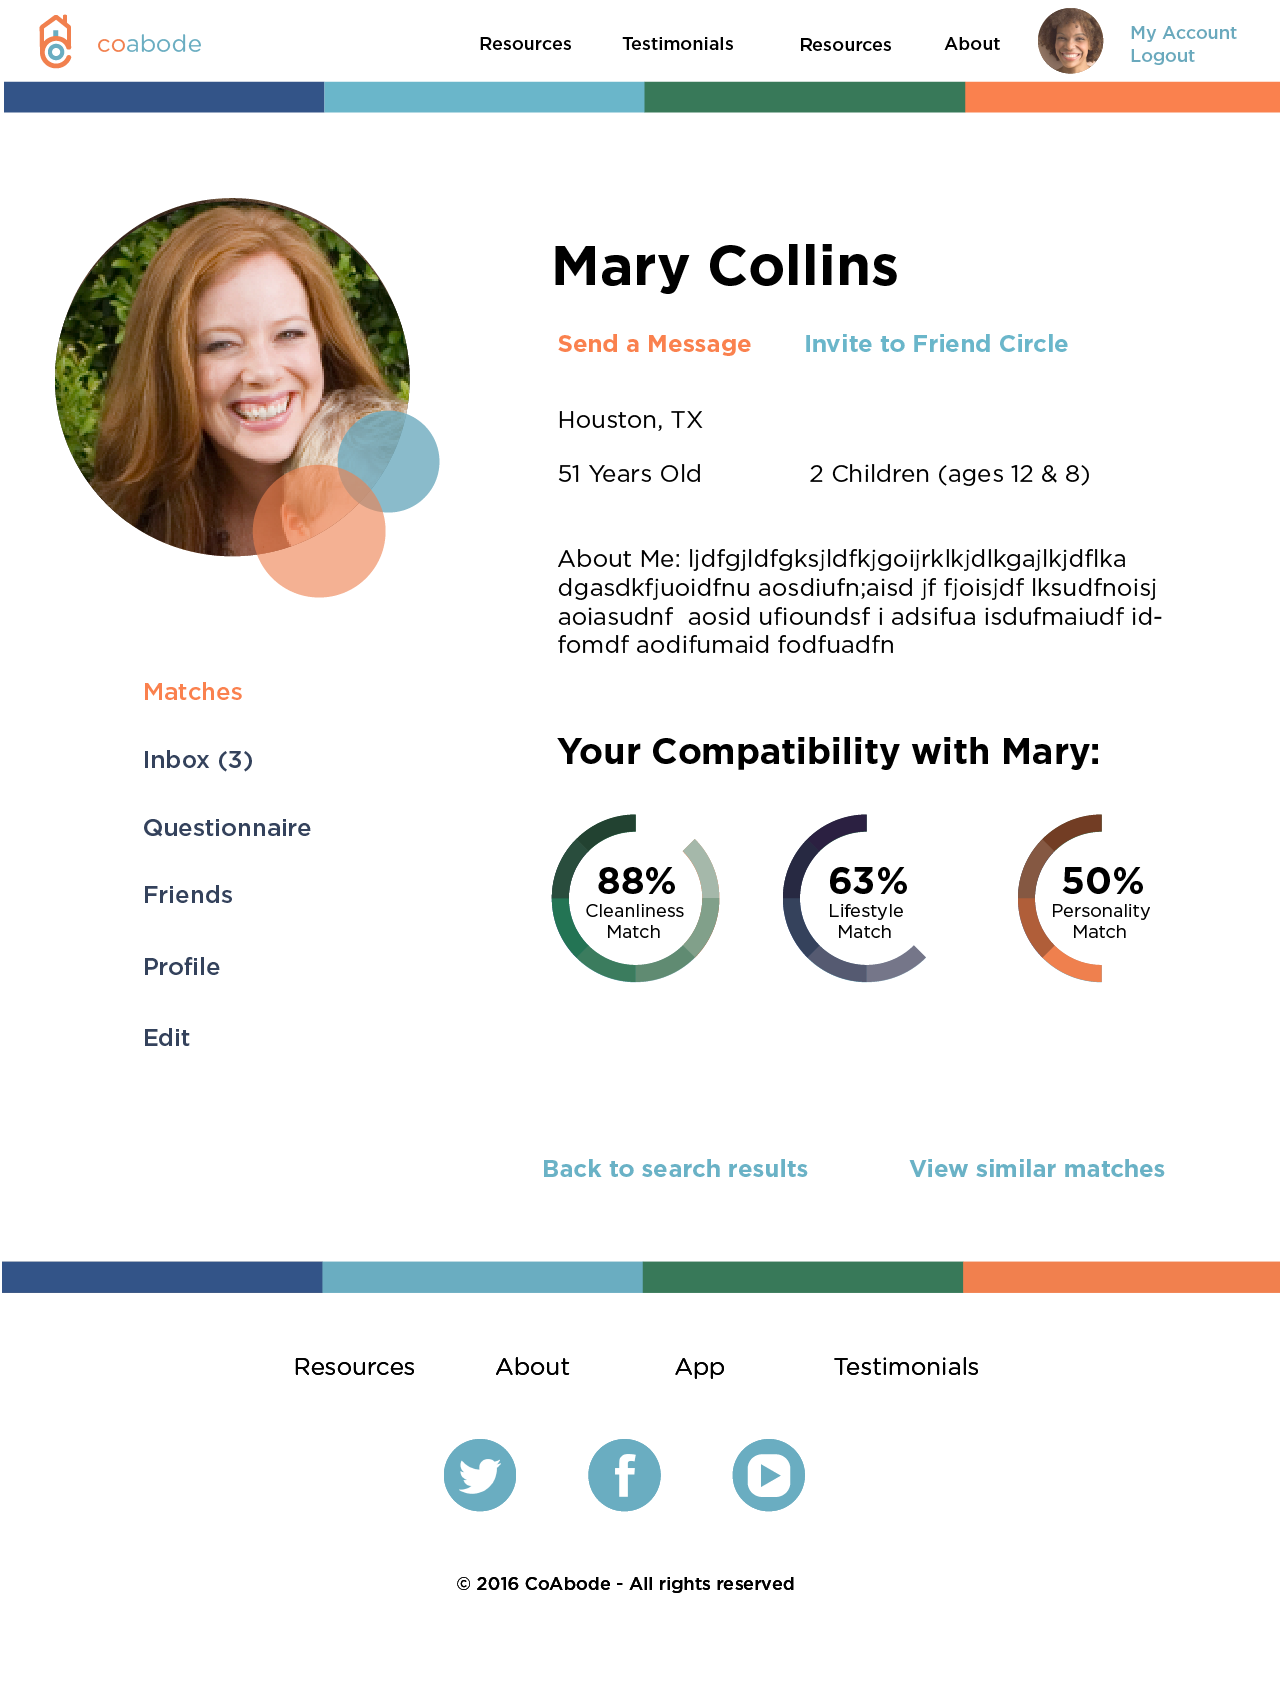 coabode
Resources Testimonials Resources About
My Account
Logout
Mary Collins
Send a Message Invite to Friend Circle
Houston, TX
51 Years Old 2 Children (ages 12 & 8)
About Me: ljdfgjldfgksjldfkjgoijrklkjdlkgajlkjdflka
dgasdkfjuoidfnu aosdiufn;aisd jf fjoisjdf lksudfnoisj
aoiasudnf  aosid ufioundsf i adsifua isdufmaiudf id-
fomdf aodifumaid fodfuadfn
Matches
Inbox (3)
Questionnaire
Friends
Profile
Edit
Your Compatibility with Mary:
88%
Cleanliness
Match
63%
Lifestyle
Match
50%
Personality
Match
Back to search results View similar matches
Resources About App Testimonials
© 2016 CoAbode - All rights reserved